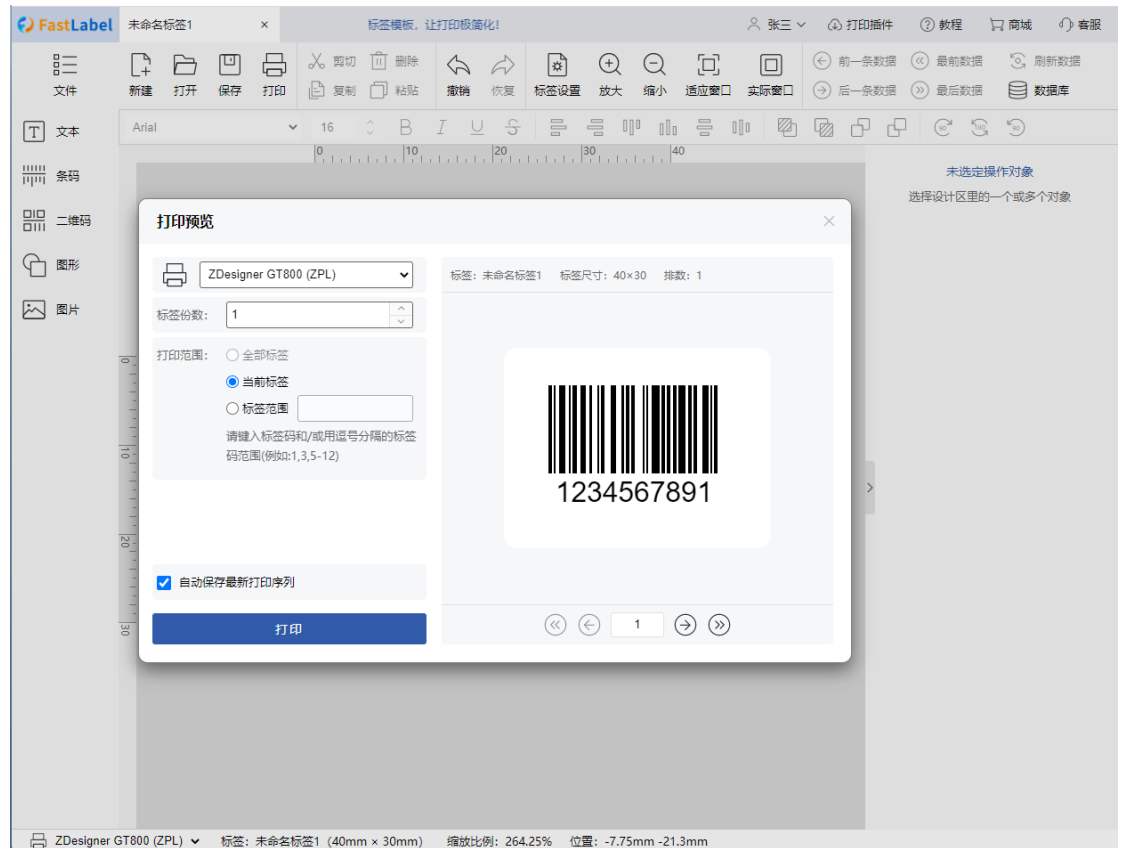 FastLabel 未命名标签1 × 标签模板，让打印极简化! 张三 打印插件 教程 商城 客服
文件 新建 打开 保存 打印 剪切 删除 复制 粘贴 撤销 恢复 标签设置 放大 缩小 适应窗口 实际窗口 前一条数据 最前数据 刷新数据
后一条数据 最后数据 数据库
文本 Arial 16 B I U S 90 180 90
条码
二维码
图形
图片
0 10 20 30 40
未选定操作对象
选择设计区里的一个或多个对象
打印预览
ZDesigner GT800 (ZPL)
标签：未命名标签1 标签尺寸：40×30 排数：1
标签份数： 1
打印范围： 全部标签
当前标签
标签范围
请键入标签码和/或用逗号分隔的标签
码范围(例如:1,3,5-12)
1234567891
自动保存最新打印序列
打印
1
0
10
20
30
ZDesigner GT800 (ZPL) 标签：未命名标签1（40mm × 30mm） 缩放比例：264.25% 位置：-7.75mm -21.3mm